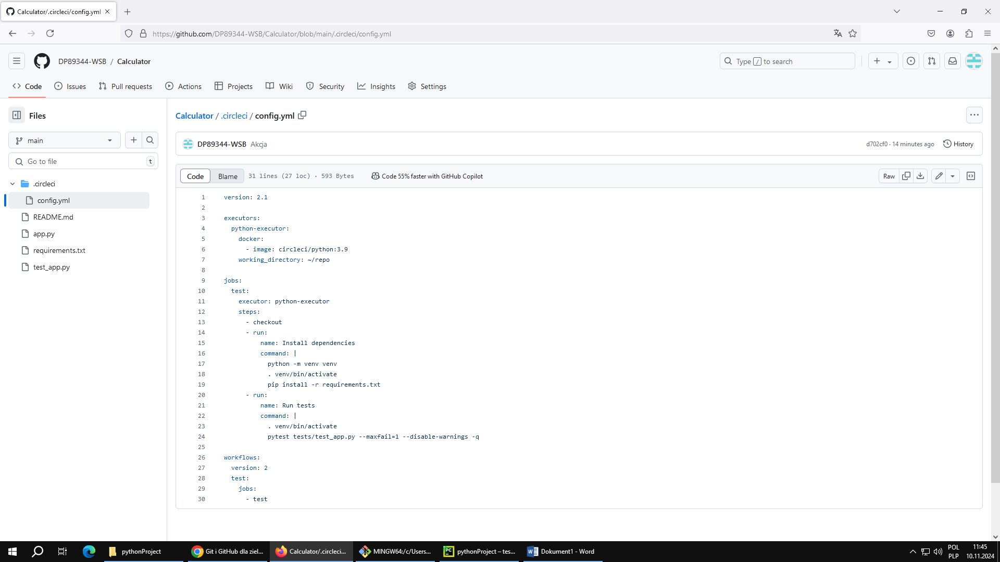 Calculator/.circleci/config.yml
https://github.com/DP89344-WSB/Calculator/blob/main/.circleci/config.yml
DP89344-WSB / Calculator
Type / to search
Code Issues Pull requests Actions Projects Wiki Security Insights Settings
Files
main
Go to file t
.circleci
config.yml
README.md
app.py
requirements.txt
test_app.py
Calculator / .circleci / config.yml
DP89344-WSB Akcja
d702cf0 · 14 minutes ago History
Code Blame 31 lines (27 loc) · 593 Bytes Code 55% faster with GitHub Copilot Raw
1 version: 2.1
2
3 executors:
4 python-executor:
5 docker:
6 - image: circleci/python:3.9
7 working_directory: ~/repo
8
9 jobs:
10 test:
11 executor: python-executor
12 steps:
13 - checkout
14 - run:
15 name: Install dependencies
16 command: |
17 python -m venv venv
18 . venv/bin/activate
19 pip install -r requirements.txt
20 - run:
21 name: Run tests
22 command: |
23 . venv/bin/activate
24 pytest tests/test_app.py --maxfail=1 --disable-warnings -q
25
26 workflows:
27 version: 2
28 test:
29 jobs:
30 - test
pythonProject
Git i GitHub dla ziel...
Calculator/.circleci...
MINGW64:/c/Users...
PC
pythonProject – tes...
Dokument1 - Word
POL
PLP
11:45
10.11.2024